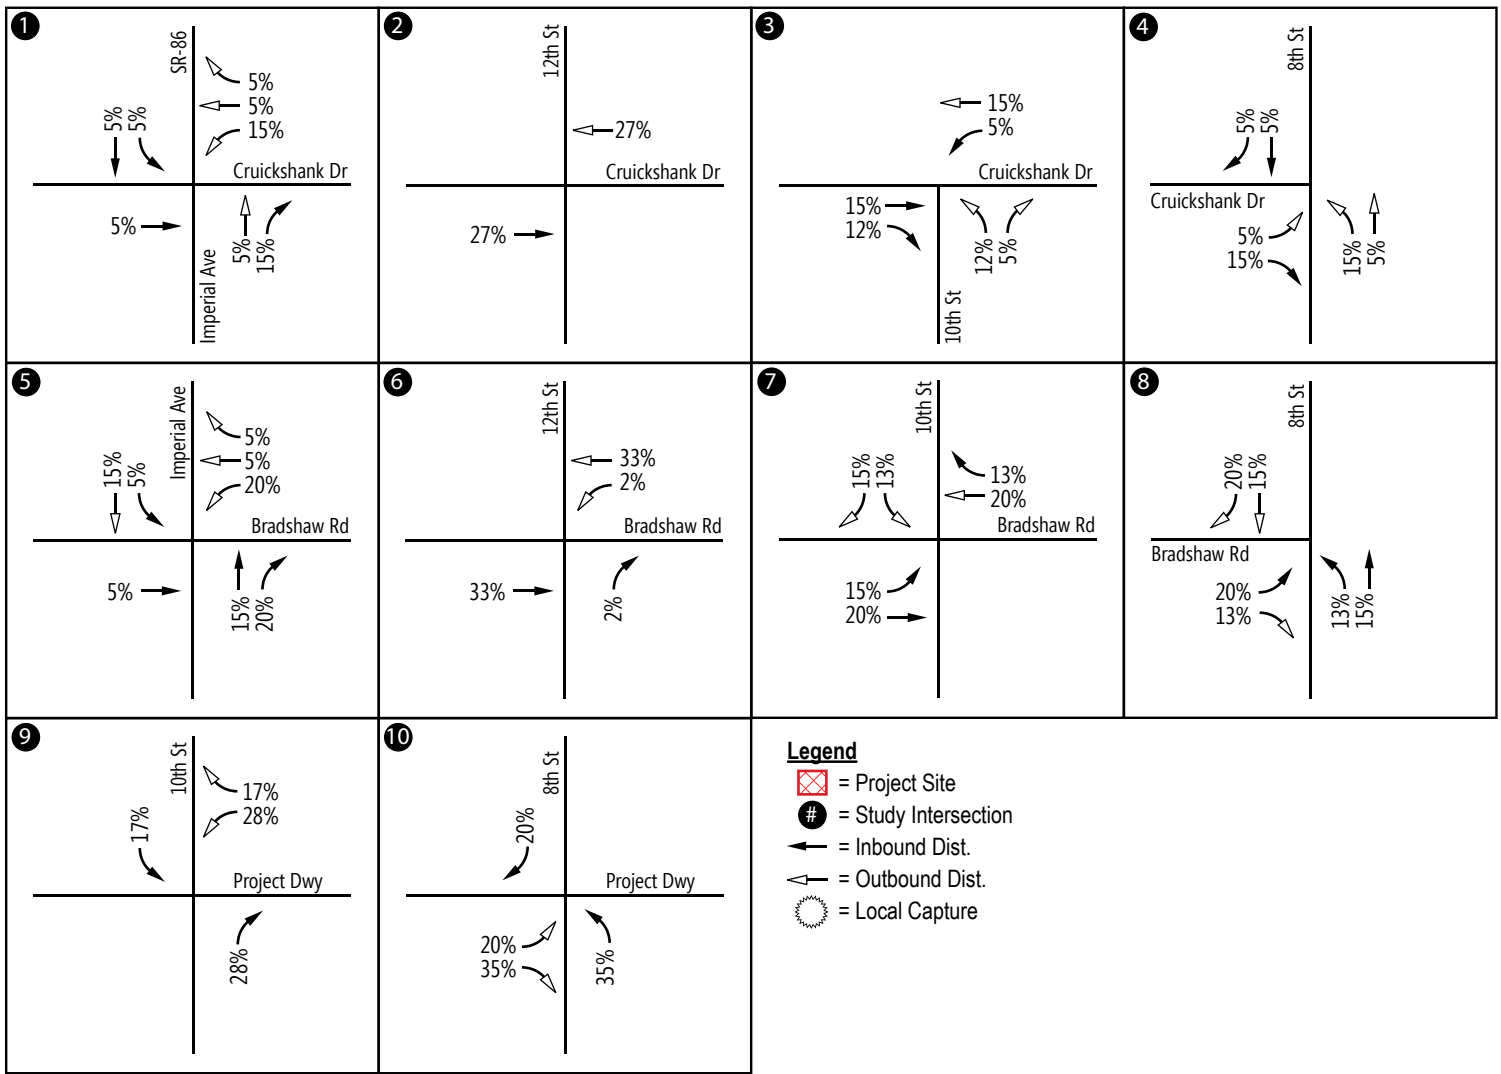 1
SR-86
5%
5%
15%
5%
5%
Cruickshank Dr
5%
5%
15%
Imperial Ave
2
12th St
27%
Cruickshank Dr
27%
3
15%
5%
Cruickshank Dr
15%
12%
12%
5%
10th St
4
8th St
5%
5%
Cruickshank Dr
5%
15%
15%
5%
5
Imperial Ave
5%
5%
20%
15%
5%
Bradshaw Rd
5%
15%
20%
6
12th St
33%
2%
Bradshaw Rd
33%
2%
7
10th St
15%
13%
13%
20%
Bradshaw Rd
15%
20%
8
8th St
20%
15%
Bradshaw Rd
20%
13%
13%
15%
9
10th St
17%
28%
17%
Project Dwy
28%
10
8th St
20%
Project Dwy
20%
35%
35%
Legend
= Project Site
# = Study Intersection
= Inbound Dist.
= Outbound Dist.
= Local Capture